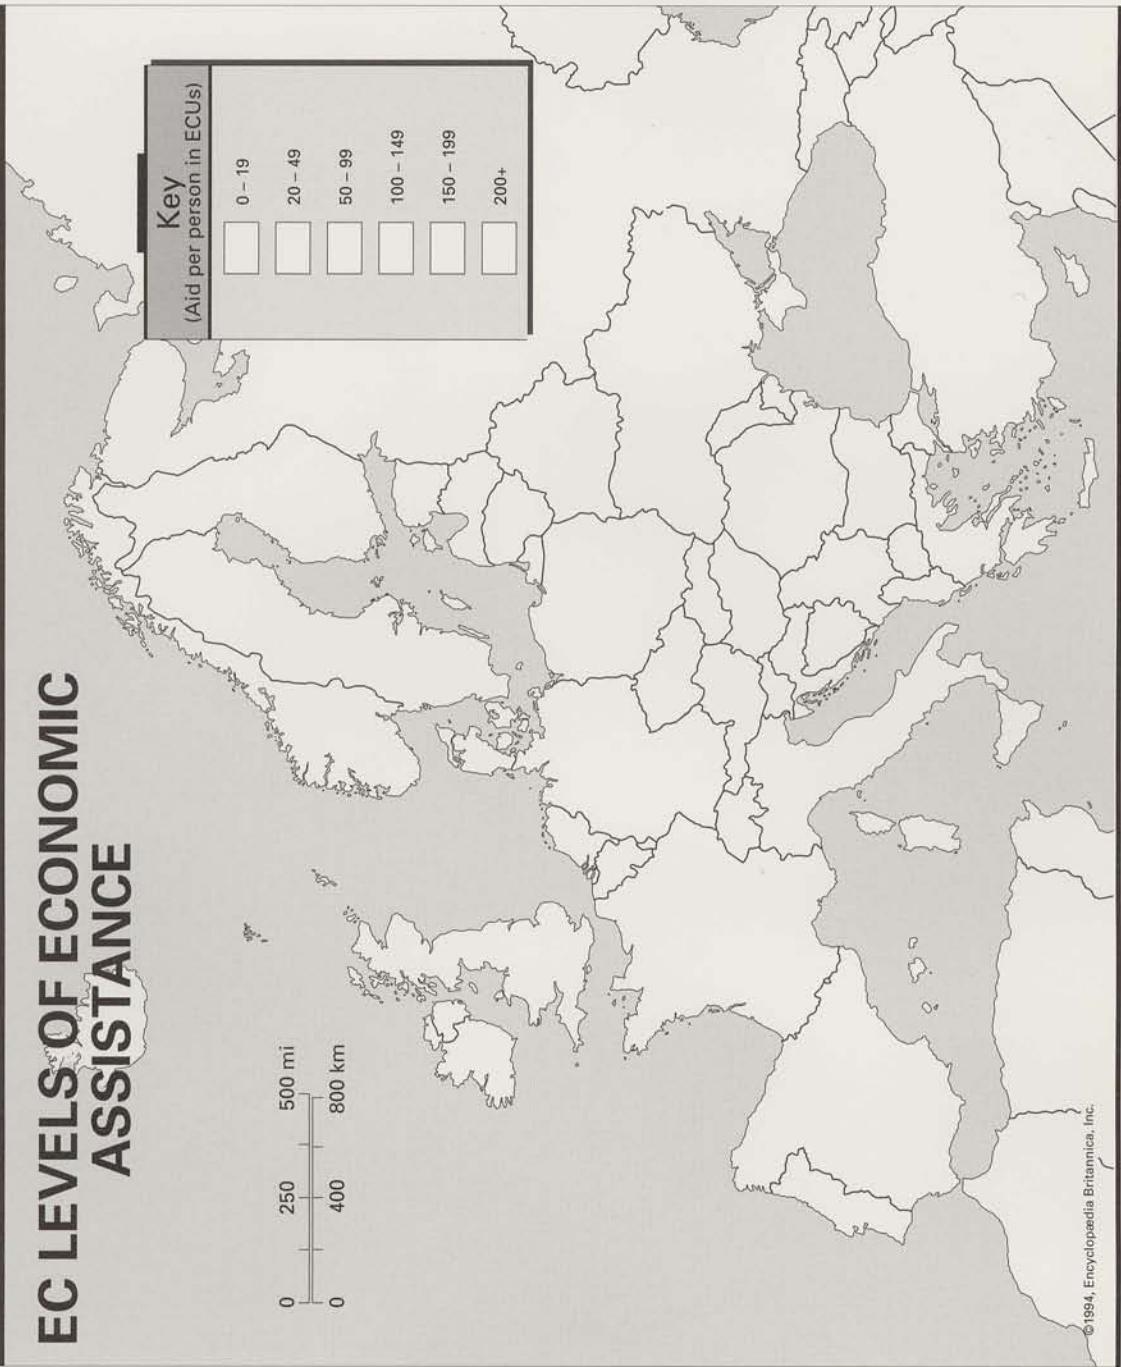 EC LEVELS OF ECONOMIC
ASSISTANCE
Key
(Aid per person in ECUs)
0 – 19
20 – 49
50 – 99
100 – 149
150 – 199
200+
0 250 500 mi
0 400 800 km
©1994, Encyclopædia Britannica, Inc.